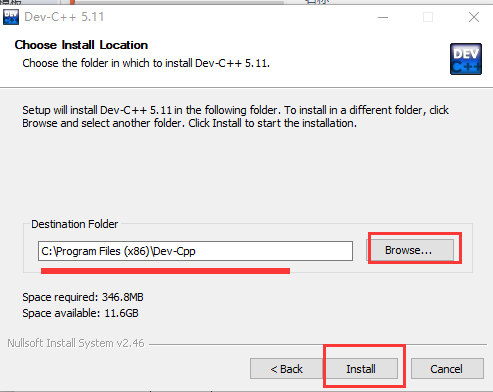 Dev-C++ 5.11
Choose Install Location
Choose the folder in which to install Dev-C++ 5.11.
DEV
C++
Setup will install Dev-C++ 5.11 in the following folder. To install in a different folder, click
Browse and select another folder. Click Install to start the installation.
Destination Folder
C:\Program Files (x86)\Dev-Cpp
Browse...
Space required: 346.8MB
Space available: 11.6GB
Nullsoft Install System v2.46
< Back
Install
Cancel